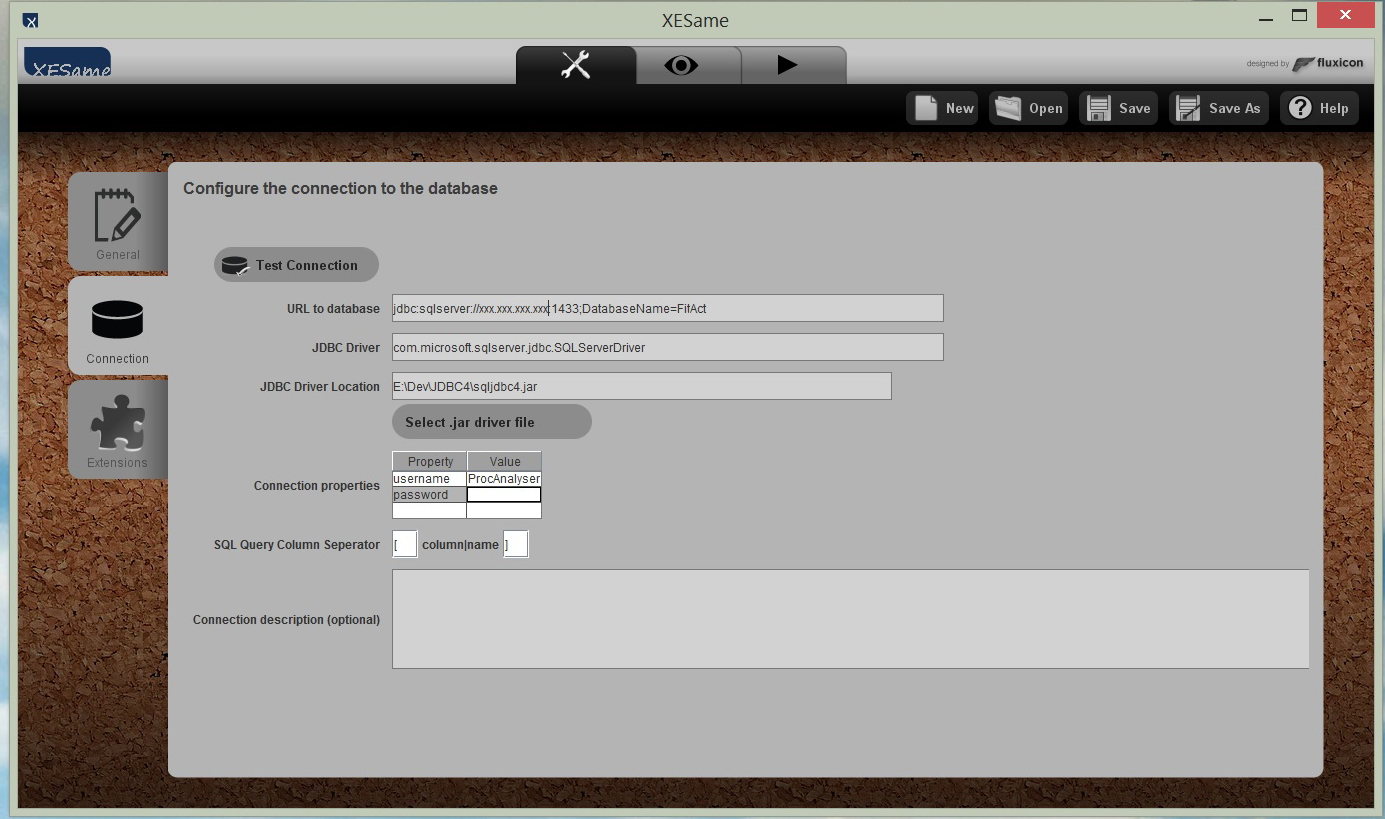 XESame
XESame
designed by fluxicon
New Open Save Save As Help
Configure the connection to the database
General
Test Connection
URL to database jdbc:sqlserver://xxx.xxx.xxx.xxx:1433;DatabaseName=FitAct
JDBC Driver com.microsoft.sqlserver.jdbc.SQLServerDriver
Connection
JDBC Driver Location E:\Dev\JDBC4\sqljdbc4.jar
Select .jar driver file
Extensions
Property Value
Connection properties username ProcAnalyser
password
SQL Query Column Seperator [ column|name ]
Connection description (optional)